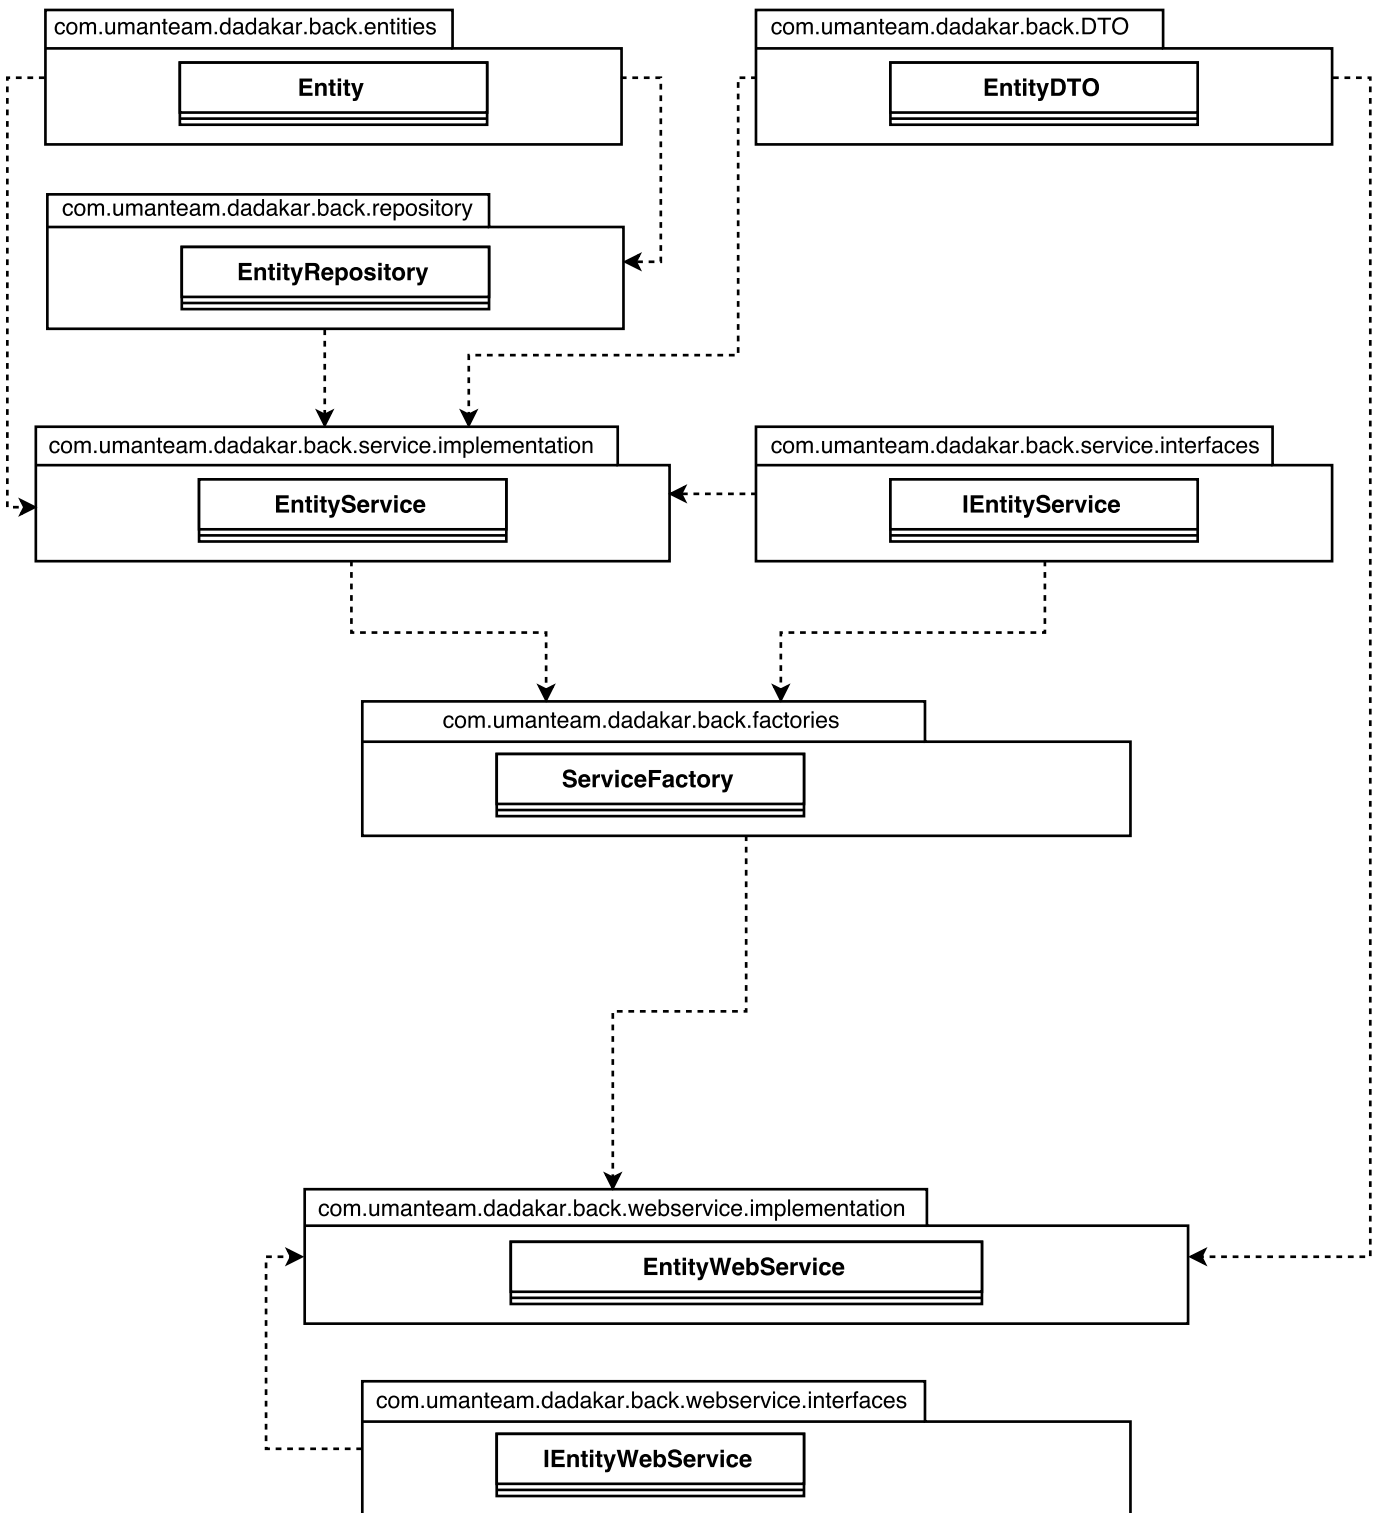 com.umanteam.dadakar.back.entities
Entity
com.umanteam.dadakar.back.DTO
EntityDTO
com.umanteam.dadakar.back.repository
EntityRepository
com.umanteam.dadakar.back.service.implementation
EntityService
com.umanteam.dadakar.back.service.interfaces
IEntityService
com.umanteam.dadakar.back.factories
ServiceFactory
com.umanteam.dadakar.back.webservice.implementation
EntityWebService
com.umanteam.dadakar.back.webservice.interfaces
IEntityWebService